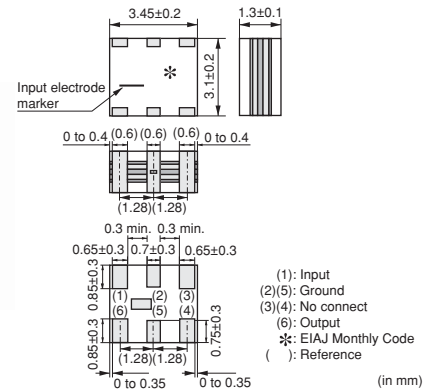 3.45±0.2
1.3±0.1
3.1±0.2
Input electrode
marker
0 to 0.4 (0.6) (0.6) (0.6) 0 to 0.4
(1.28)(1.28)
0.3 min. 0.3 min.
0.65±0.3 0.7±0.3 0.65±0.3
0.85±0.3
(1) (2) (3)
(6) (5) (4)
0.85±0.3
0.75±0.3
(1.28)(1.28)
0 to 0.35 0 to 0.35
(1): Input
(2)(5): Ground
(3)(4): No connect
(6): Output
✻: EIAJ Monthly Code
( ): Reference
(in mm)